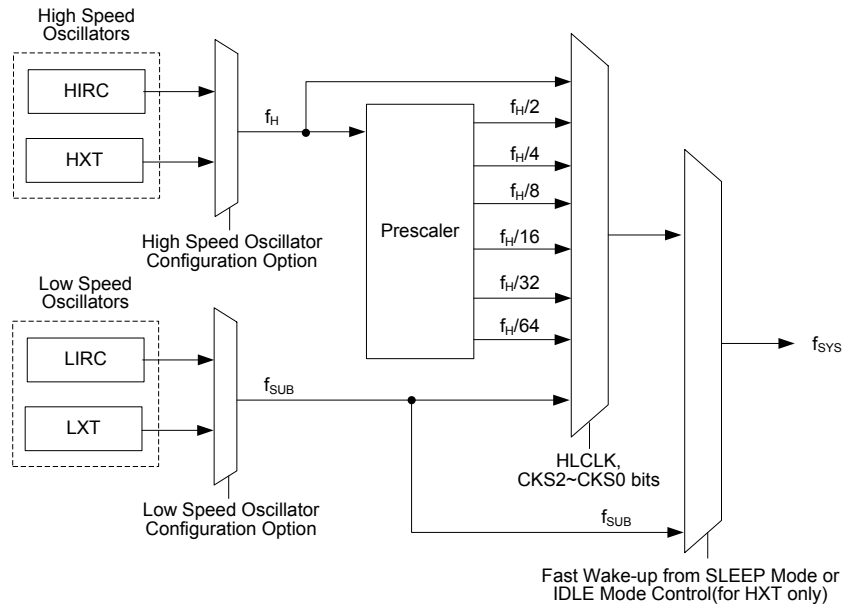 High Speed
Oscillators
HIRC
HXT
fH
High Speed Oscillator
Configuration Option
Low Speed
Oscillators
LIRC
LXT
fSUB
Low Speed Oscillator
Configuration Option
Prescaler
fH/2
fH/4
fH/8
fH/16
fH/32
fH/64
HLCLK,
CKS2~CKS0 bits
fSUB
fSYS
Fast Wake-up from SLEEP Mode or
IDLE Mode Control(for HXT only)